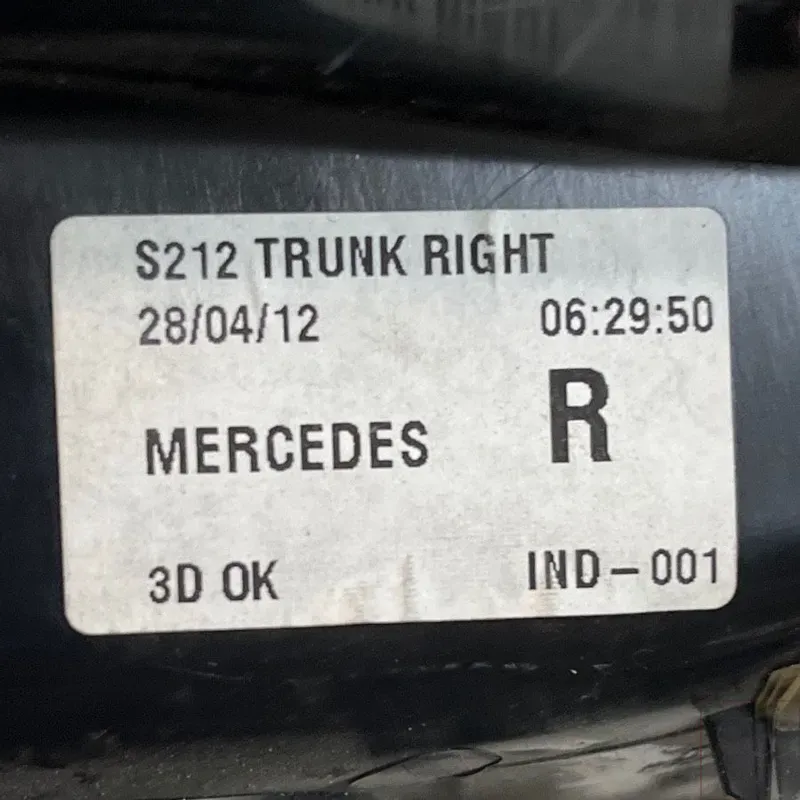 S212 TRUNK RIGHT
28/04/12 06:29:50
MERCEDES R
3D OK IND-001